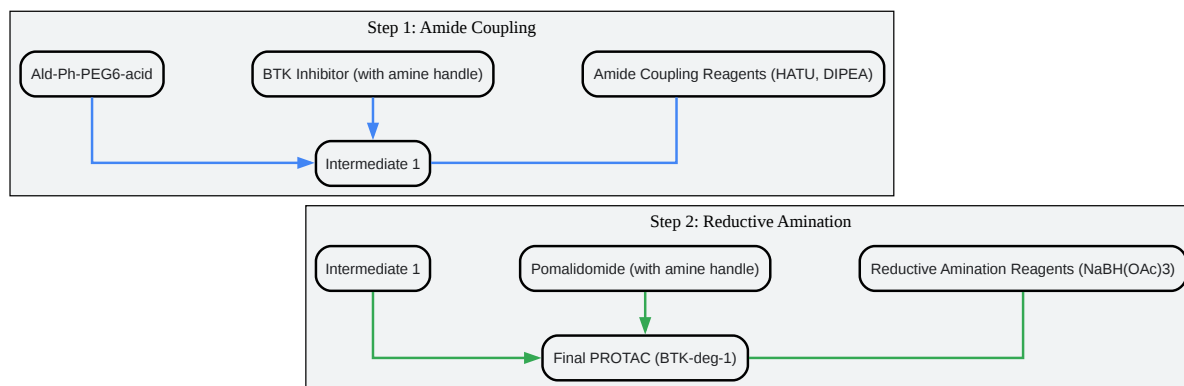 Step 1: Amide Coupling
Ald-Ph-PEG6-acid
BTK Inhibitor (with amine handle)
Amide Coupling Reagents (HATU, DIPEA)
Intermediate 1
Step 2: Reductive Amination
Intermediate 1
Pomalidomide (with amine handle)
Reductive Amination Reagents (NaBH(OAc)3)
Final PROTAC (BTK-deg-1)